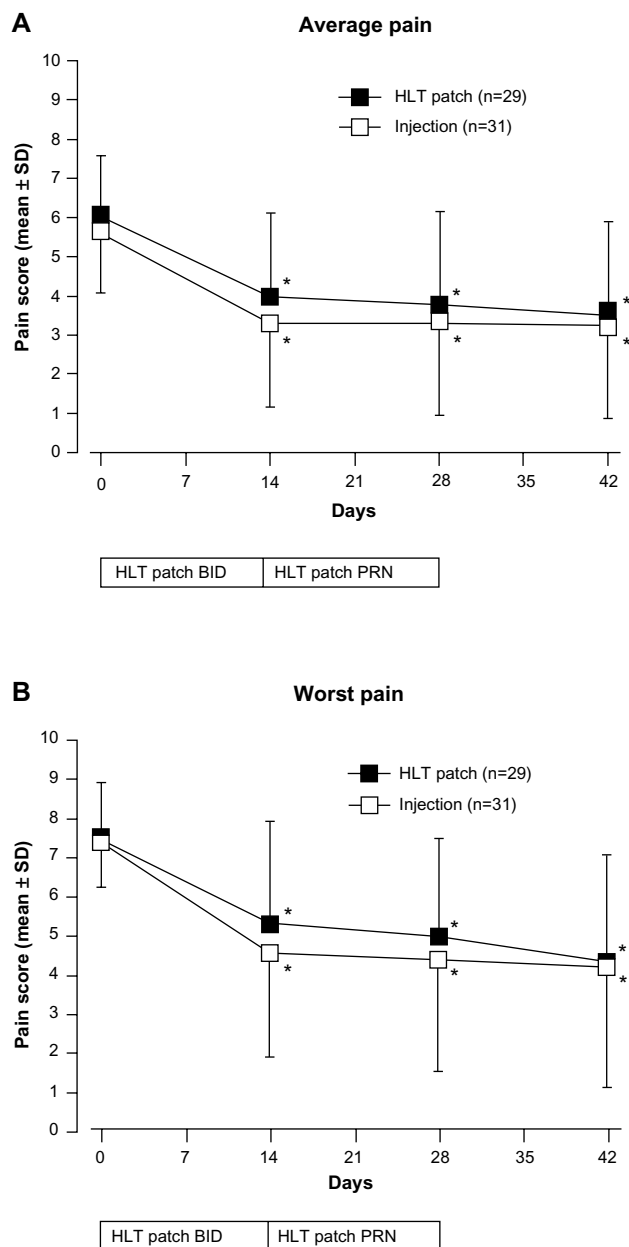 A
Average pain
10
9
8
7
6
5
4
3
2
1
0
Pain score (mean ± SD)
HLT patch (n=29)
Injection (n=31)
*
*
*
*
*
*
0 7 14 21 28 35 42
Days
HLT patch BID HLT patch PRN
B
Worst pain
10
9
8
7
6
5
4
3
2
1
0
Pain score (mean ± SD)
HLT patch (n=29)
Injection (n=31)
*
*
*
*
*
*
0 7 14 21 28 35 42
Days
HLT patch BID HLT patch PRN